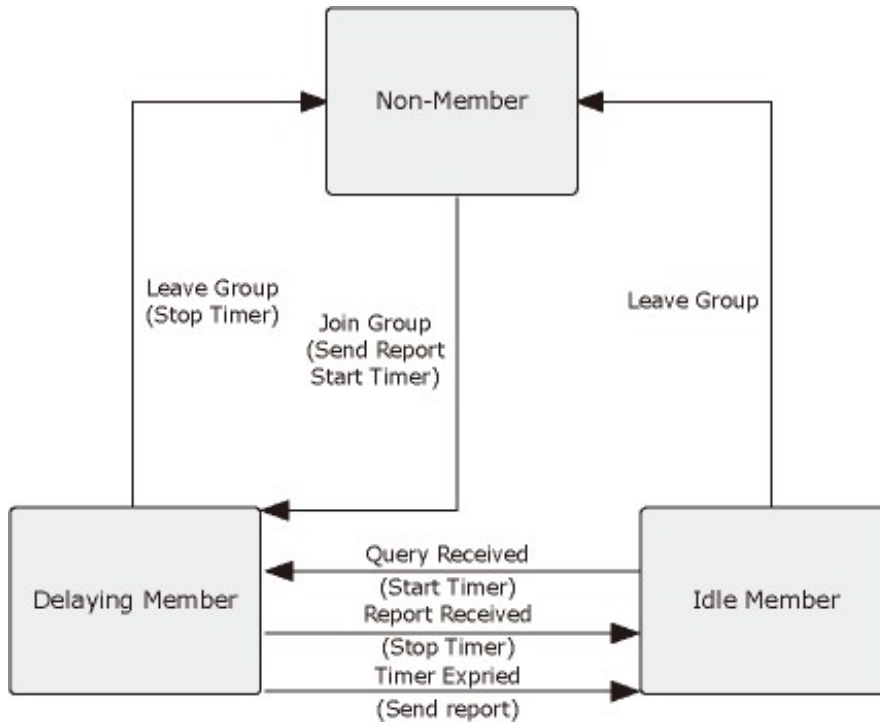 Non-Member
Leave Group
(Stop Timer)
Join Group
(Send Report
Start Timer)
Leave Group
Delaying Member
Query Received
(Start Timer)
Report Received
(Stop Timer)
Timer Expried
(Send report)
Idle Member